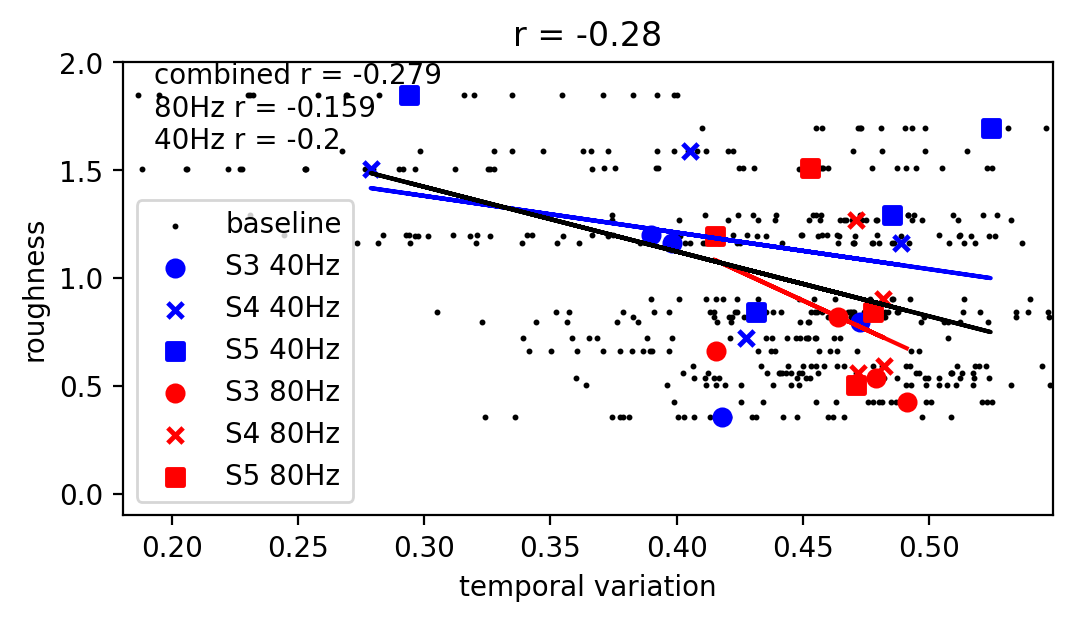 r = -0.28
2.0
combined r = -0.279
80Hz r = -0.159
40Hz r = -0.2
1.5
baseline
S3 40Hz
S4 40Hz
S5 40Hz
S3 80Hz
S4 80Hz
S5 80Hz
1.0
0.5
0.0
roughness
0.20 0.25 0.30 0.35 0.40 0.45 0.50
temporal variation